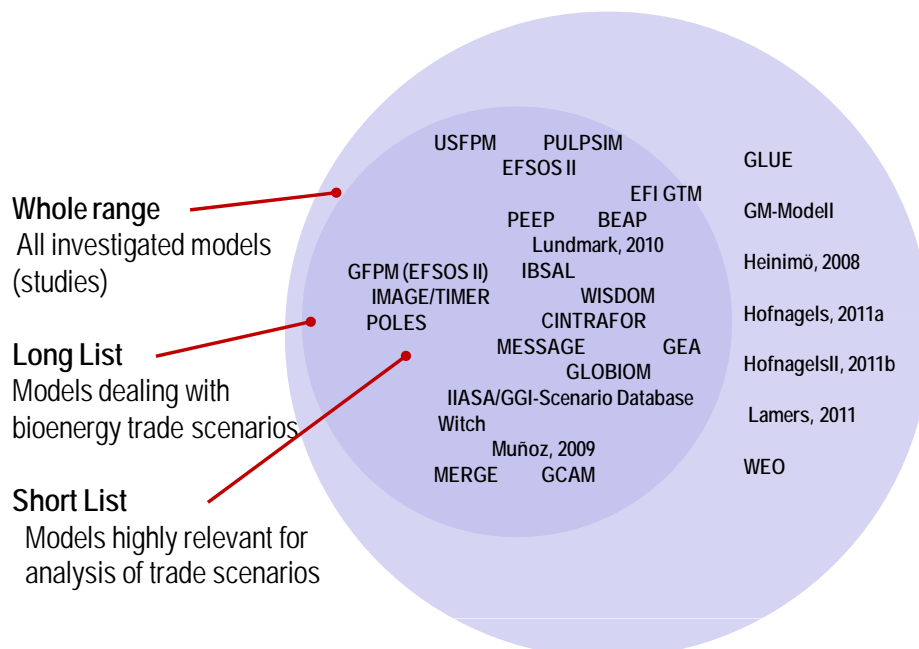 Whole range
All investigated models
(studies)
Long List
Models dealing with
bioenergy trade scenarios
Short List
Models highly relevant for
analysis of trade scenarios
USFPM PULPSIM
EFSOS II
EFI GTM
PEEP BEAP
Lundmark, 2010
GFPM (EFSOS II) IBSAL
IMAGE/TIMER WISDOM
POLES CINTRAFOR
MESSAGE GEA
GLOBIOM
IIASA/GGI-Scenario Database
Witch
Muñoz, 2009
MERGE GCAM
GLUE
GM-Modell
Heinimö, 2008
Hofnagels, 2011a
HofnagelsII, 2011b
Lamers, 2011
WEO